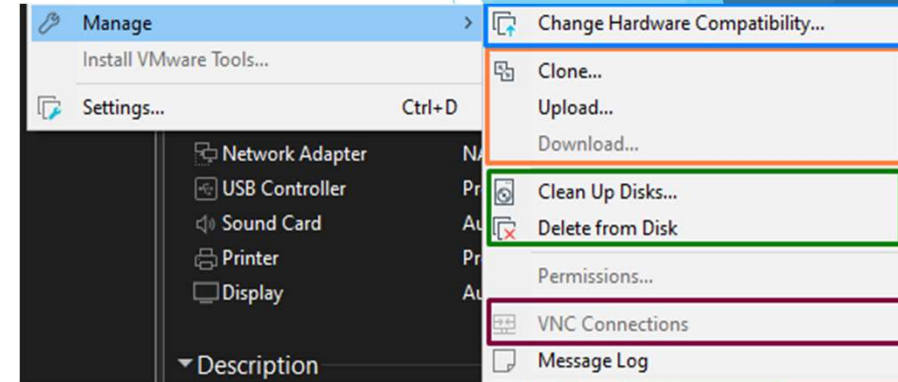 Manage
Install VMware Tools...
Settings... Ctrl+D
Network Adapter
USB Controller
Sound Card
Printer
Display
Description
Change Hardware Compatibility...
Clone...
Upload...
Download...
Clean Up Disks...
Delete from Disk
Permissions...
VNC Connections
Message Log